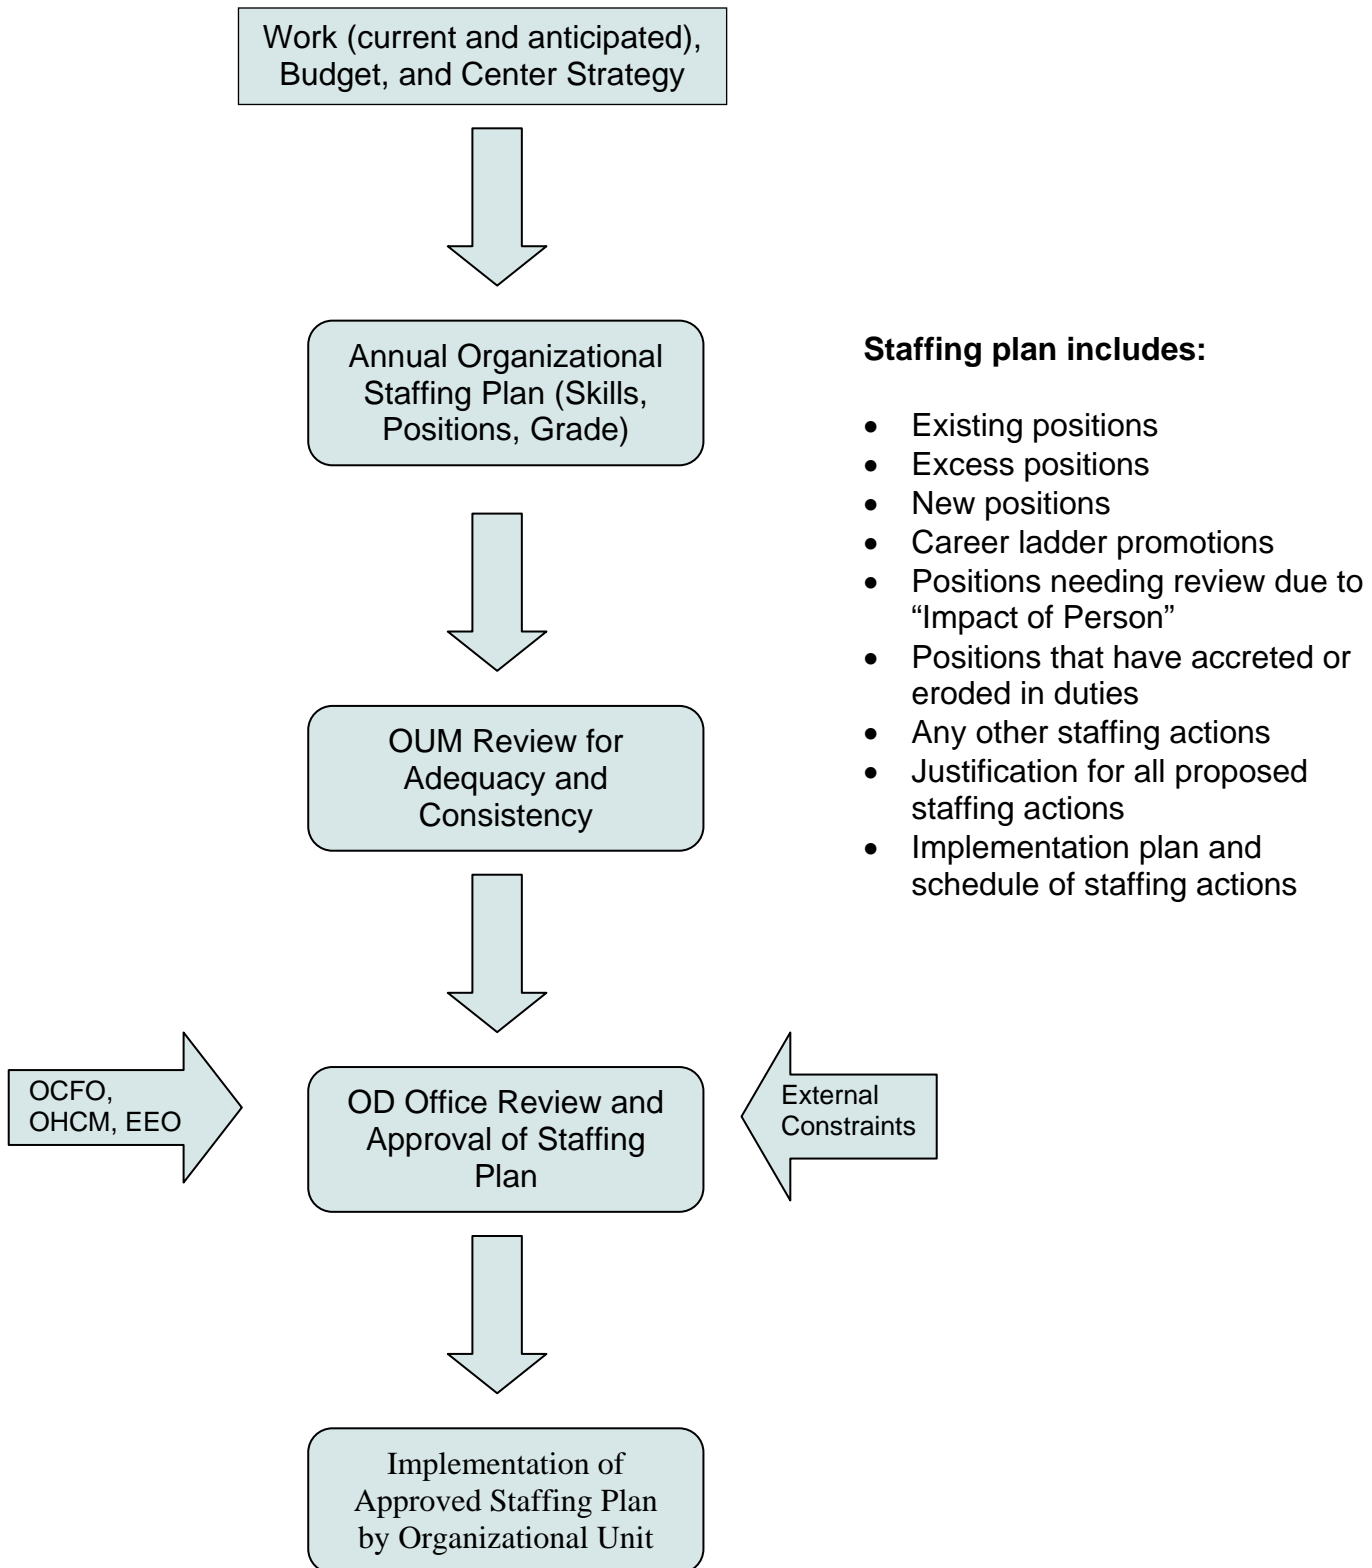 Work (current and anticipated),
Budget, and Center Strategy
Annual Organizational
Staffing Plan (Skills,
Positions, Grade)
Staffing plan includes:
• Existing positions
• Excess positions
• New positions
• Career ladder promotions
• Positions needing review due to
“Impact of Person”
• Positions that have accreted or
eroded in duties
• Any other staffing actions
• Justification for all proposed
staffing actions
• Implementation plan and
schedule of staffing actions
OUM Review for
Adequacy and
Consistency
OCFO,
OHCM, EEO
OD Office Review and
Approval of Staffing
Plan
External
Constraints
Implementation of
Approved Staffing Plan
by Organizational Unit